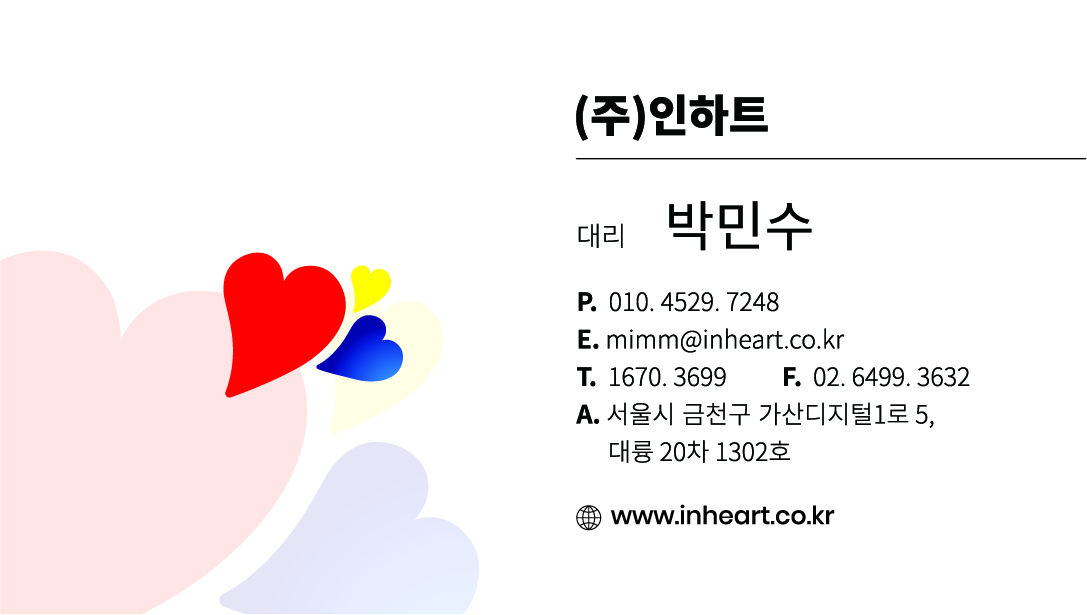 (주)인하트
대리 박민수
P. 010. 4529. 7248
E. mimm@inheart.co.kr
T. 1670. 3699 F. 02. 6499. 3632
A. 서울시 금천구 가산디지털1로 5,
대륭 20차 1302호
www.inheart.co.kr